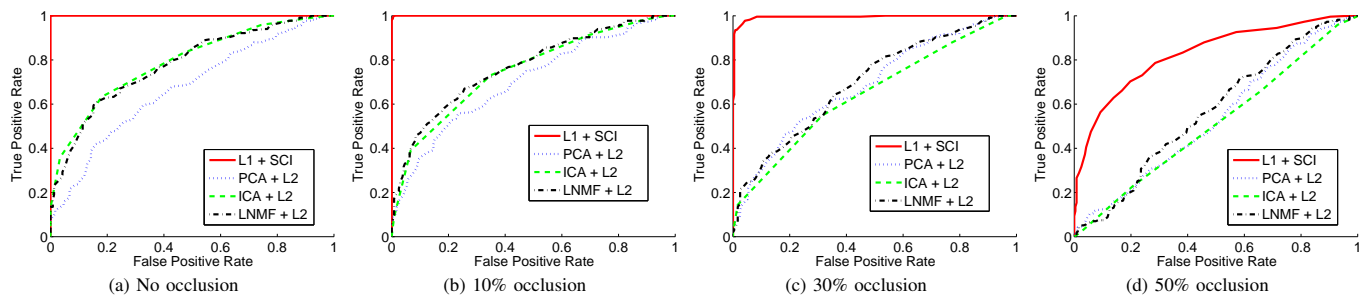 True Positive Rate
1
0.8
0.6
0.4
0.2
0
0 0.2 0.4 0.6 0.8 1
L1 + SCI
PCA + L2
ICA + L2
LNMF + L2
False Positive Rate
(a) No occlusion
True Positive Rate
1
0.8
0.6
0.4
0.2
0
0 0.2 0.4 0.6 0.8 1
L1 + SCI
PCA + L2
ICA + L2
LNMF + L2
False Positive Rate
(b) 10% occlusion
True Positive Rate
1
0.8
0.6
0.4
0.2
0
0 0.2 0.4 0.6 0.8 1
L1 + SCI
PCA + L2
ICA + L2
LNMF + L2
False Positive Rate
(c) 30% occlusion
True Positive Rate
1
0.8
0.6
0.4
0.2
0
0 0.2 0.4 0.6 0.8 1
L1 + SCI
PCA + L2
ICA + L2
LNMF + L2
False Positive Rate
(d) 50% occlusion